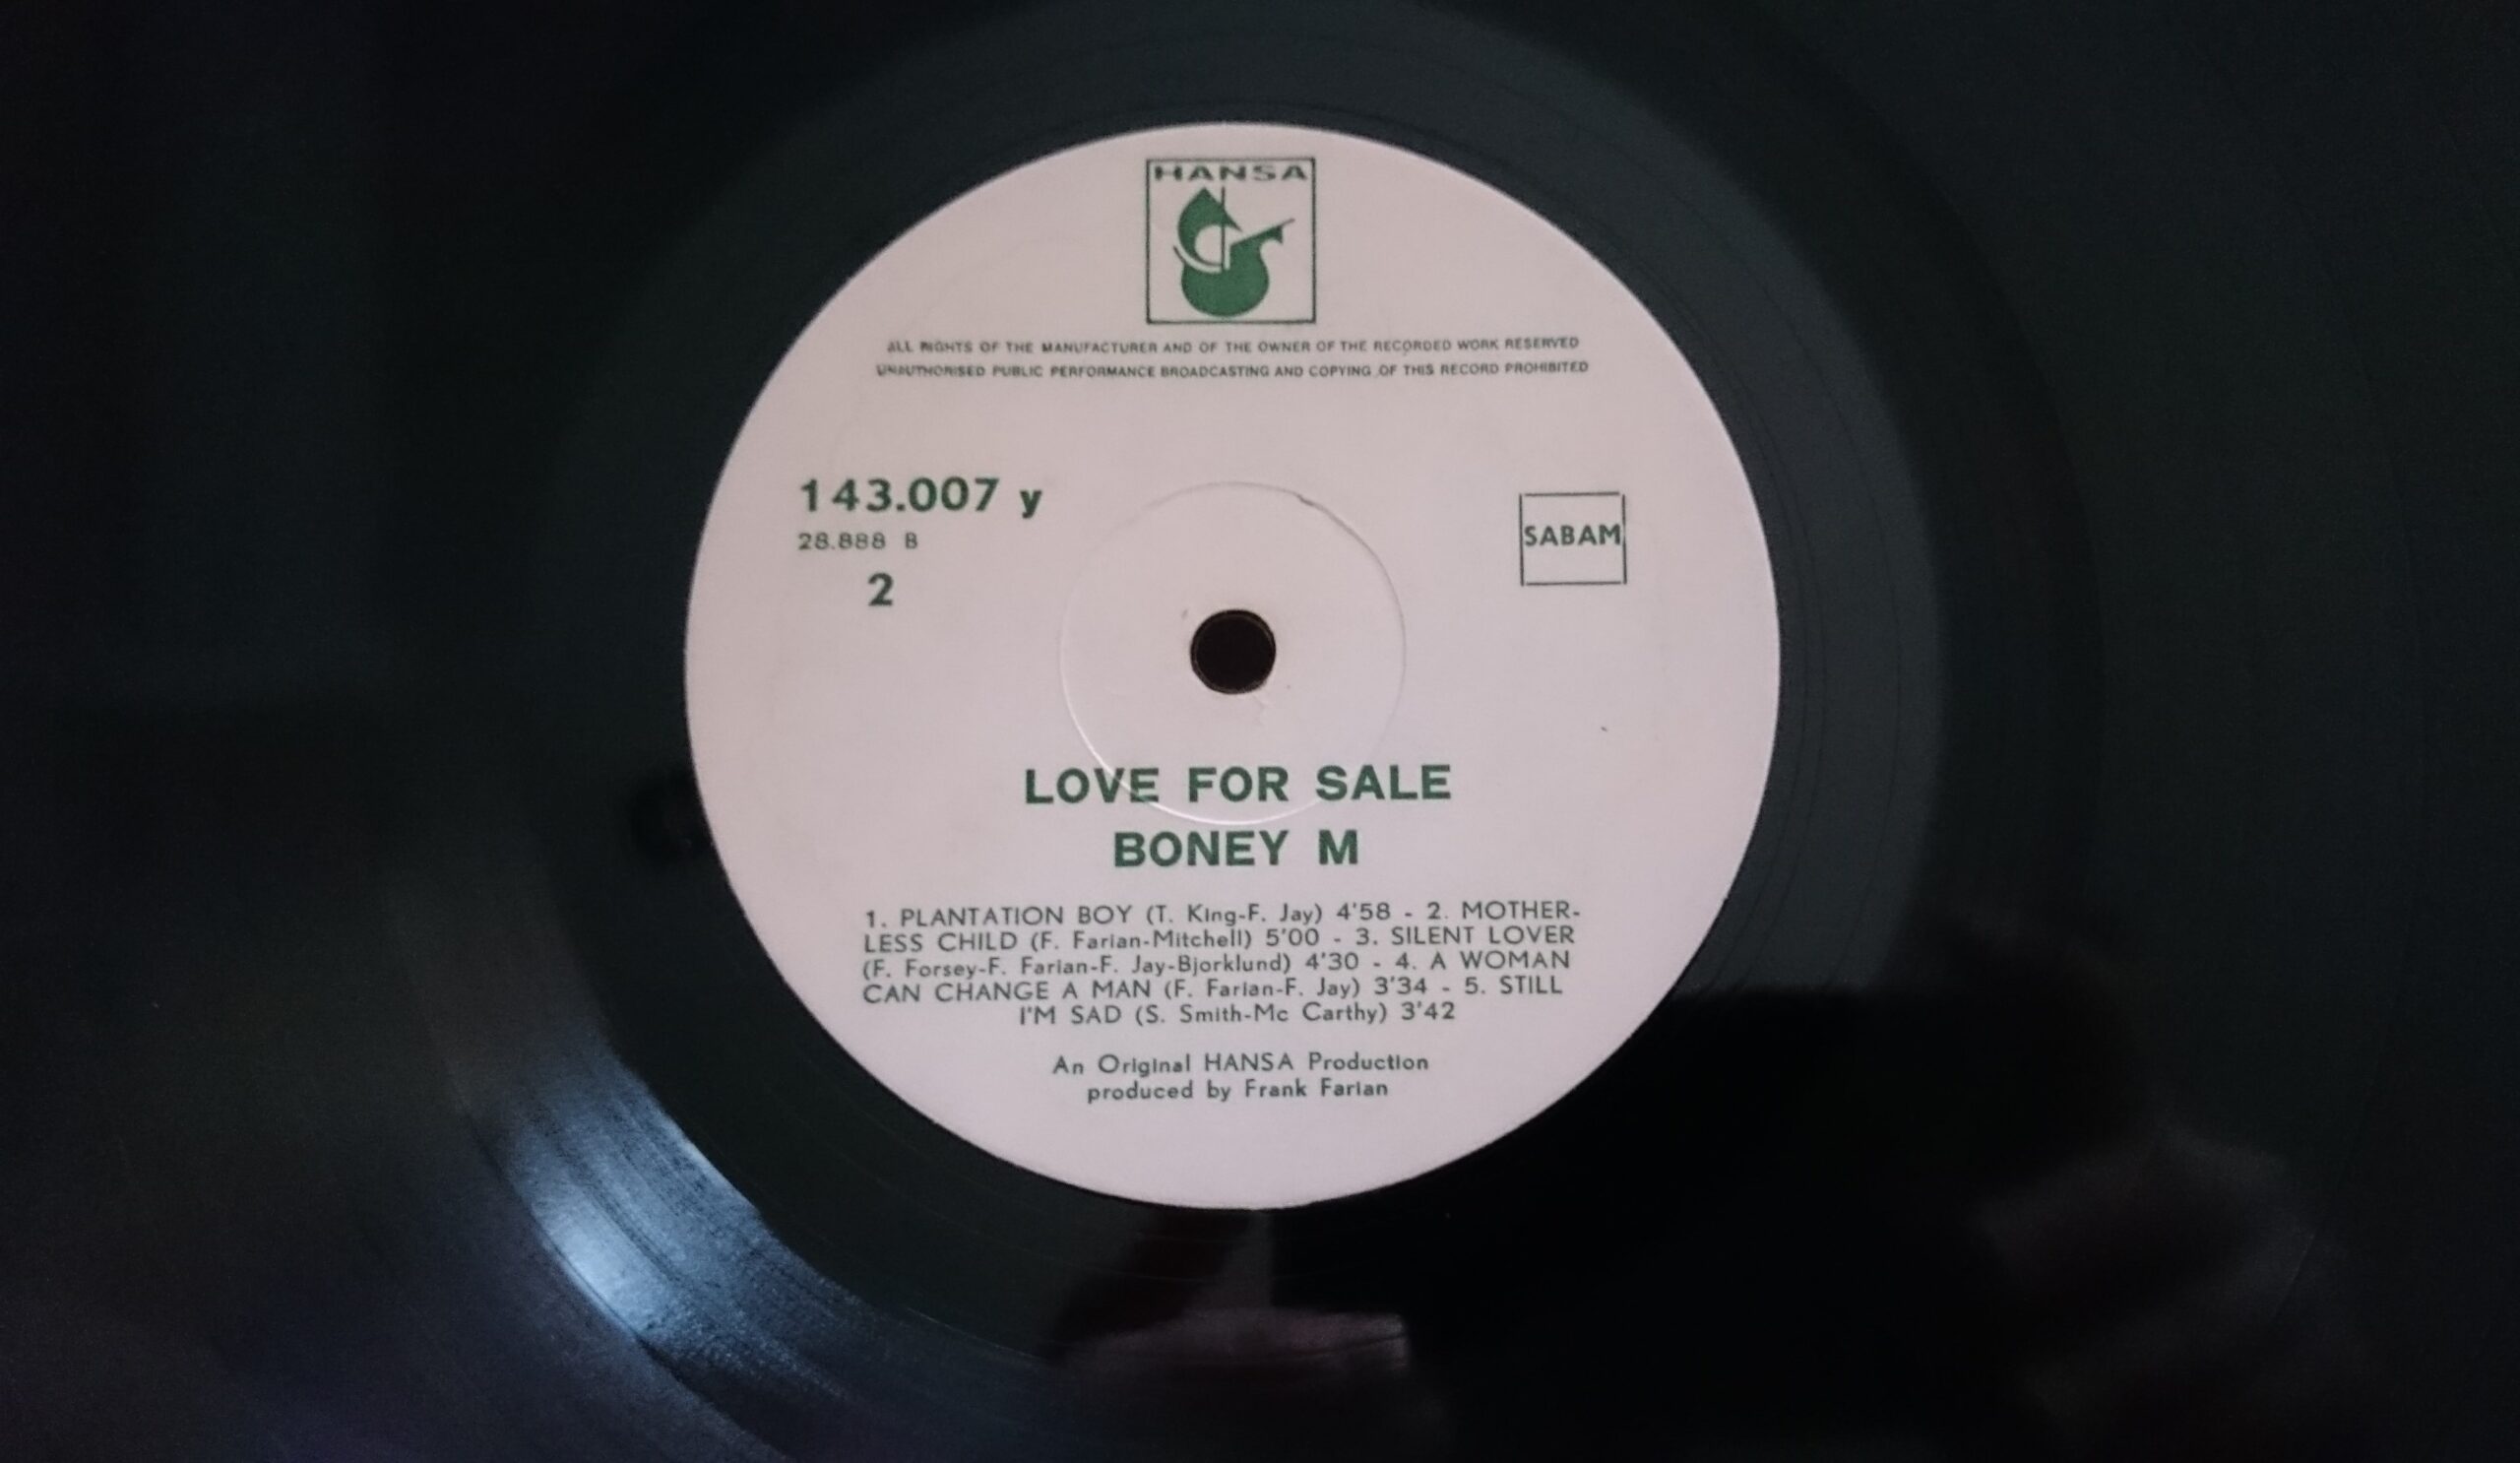 HANSA
ALL RIGHTS OF THE MANUFACTURER AND OF THE OWNER OF THE RECORDED WORK RESERVED
UNAUTHORISED PUBLIC PERFORMANCE BROADCASTING AND COPYING OF THIS RECORD PROHIBITED
143.007 y
28.888 B
2
SABAM
LOVE FOR SALE
BONEY M
1. PLANTATION BOY (T. King-F. Jay) 4'58 - 2. MOTHER-
LESS CHILD (F. Farian-Mitchell) 5'00 - 3. SILENT LOVER
(F. Forsey-F. Farian-F. Jay-Bjorklund) 4'30 - 4. A WOMAN
CAN CHANGE A MAN (F. Farian-F. Jay) 3'34 - 5. STILL
I'M SAD (S. Smith-Mc Carthy) 3'42
An Original HANSA Production
produced by Frank Farian